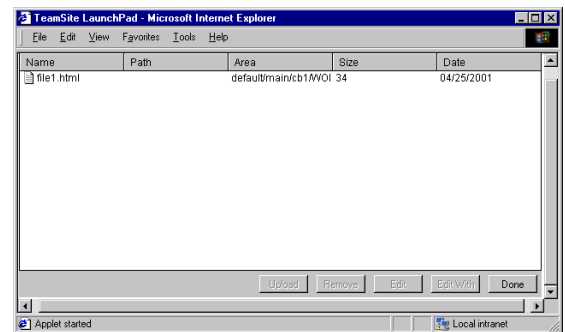 TeamSite LaunchPad - Microsoft Internet Explorer
File Edit View Favorites Tools Help
Name Path Area Size Date
file1.html default/main/cb1/WOI 34 04/25/2001
Upload Remove Edit Edit With Done
Applet started Local intranet